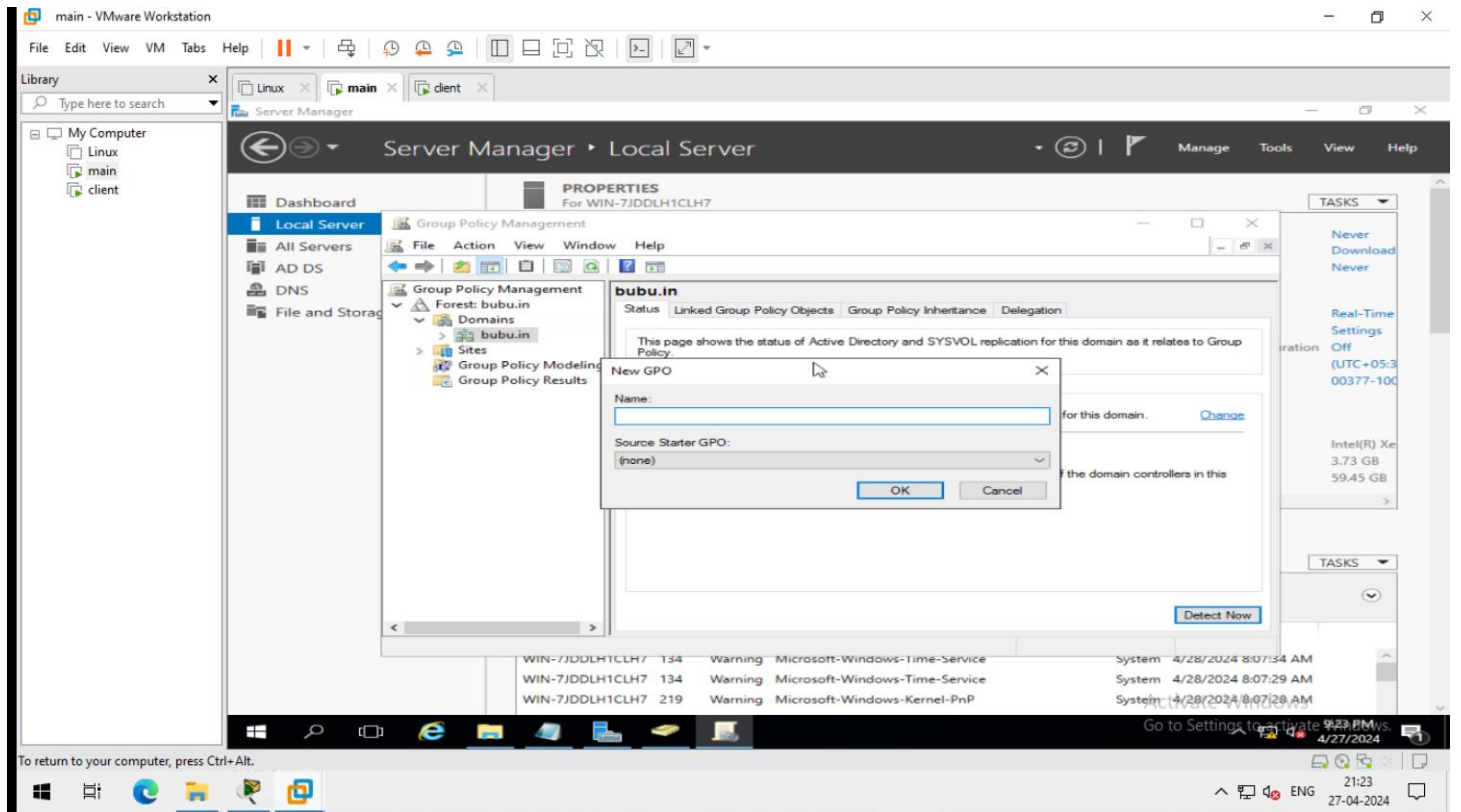 main - VMware Workstation
File Edit View VM Tabs Help
Library
Type here to search
My Computer
Linux
main
client
Linux main client
Server Manager
Server Manager Local Server
Manage Tools View Help
Dashboard
Local Server
All Servers
AD DS
DNS
File and Storag
PROPERTIES
For WIN-7JDDLH1CLH7
TASKS
Never
Download
Never
Real-Time
Settings
uration Off
(UTC+05:3
00377-100
Intel(R) Xe
3.73 GB
59.45 GB
Group Policy Management
File Action View Window Help
Group Policy Management
Forest: bubu.in
Domains
bubu.in
Sites
Group Policy Modeling
Group Policy Results
bubu.in
Status Linked Group Policy Objects Group Policy Inheritance Delegation
This page shows the status of Active Directory and SYSVOL replication for this domain as it relates to Group
Policy.
for this domain. Change
the domain controllers in this
Detect Now
New GPO
Name:
Source Starter GPO:
(none)
OK Cancel
TASKS
WIN-7JDDLH1CLH7 134 Warning Microsoft-Windows-Time-Service System 4/28/2024 8:07:34 AM
WIN-7JDDLH1CLH7 134 Warning Microsoft-Windows-Time-Service System 4/28/2024 8:07:29 AM
WIN-7JDDLH1CLH7 219 Warning Microsoft-Windows-Kernel-PnP System 4/28/2024 8:07:28 AM
Activate Windows
Go to Settings to activate Windows.
9:23 PM
4/27/2024
To return to your computer, press Ctrl+Alt.
ENG
21:23
27-04-2024